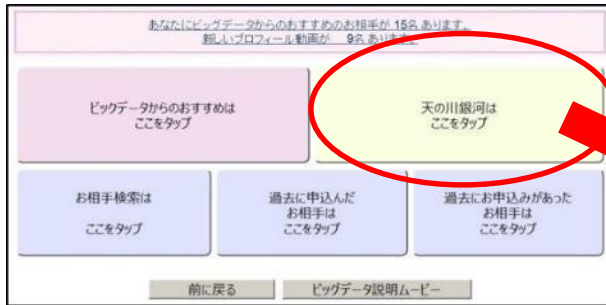 あなたにビッグデータからのおすすめのお相手が 15名 あります。
新しいプロフィール動画が 9名 あります。
ビックデータからのおすすめは
ここをタップ
天の川銀河は
ここをタップ
お相手検索は
ここをタップ
過去に申込んだ
お相手は
ここをタップ
過去にお申込みがあった
お相手は
ここをタップ
前に戻る
ビッグデータ説明ムービー